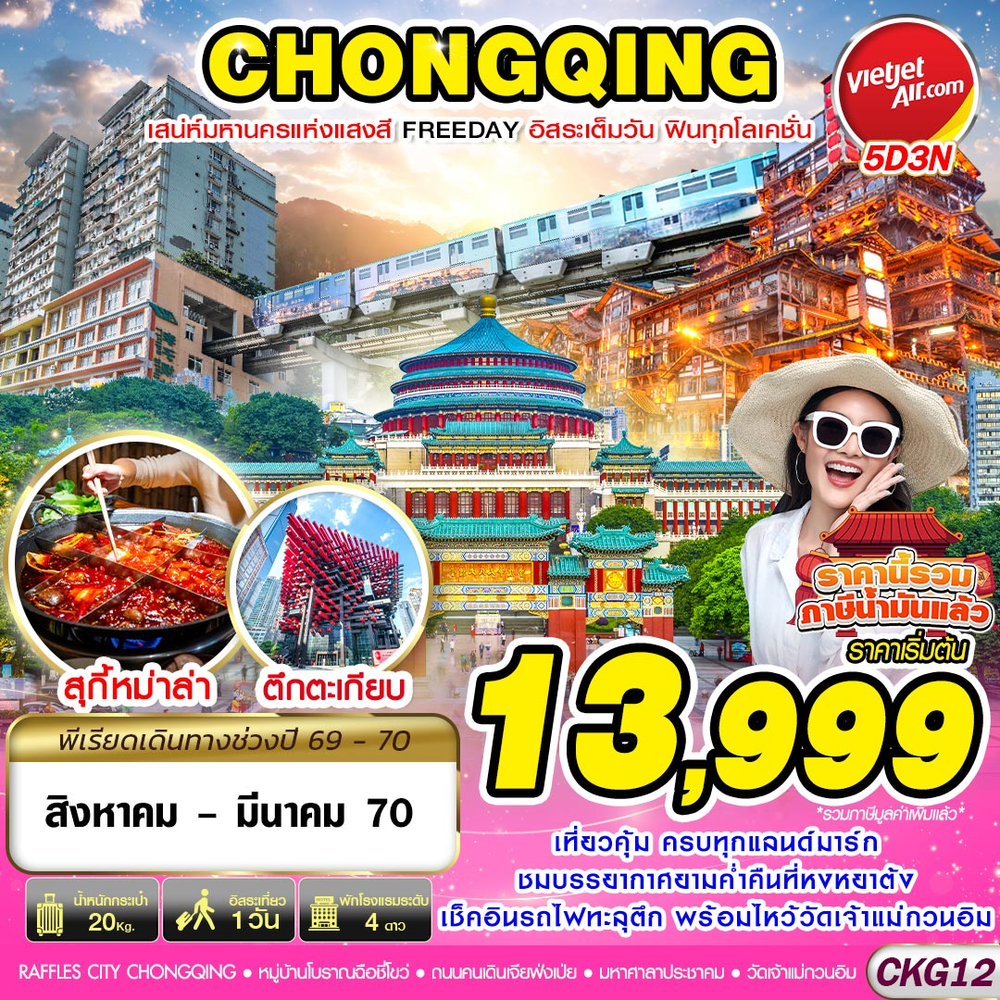 CHONGQING
vietjet
Air.com
เสน่ห์มหานครแห่งแสงสี FREEDAY อิสระเต็มวัน ฟินทุกโลเคชั่น
5D3N
ราคานี้รวม
ภาษีน้ำมันแล้ว
ราคาเริ่มต้น
13,999
*รวมภาษีมูลค่าเพิ่มแล้ว*
สุกี้หม่าล่า
ตึกตะเกียบ
พีเรียดเดินทางช่วงปี 69 - 70
สิงหาคม - มีนาคม 70
เที่ยวคุ้ม ครบทุกแลนด์มาร์ก
ชมบรรยากาศยามค่ำคืนที่หงหยาต้ง
เช็คอินรถไฟทะลุตึก พร้อมไหว้วัดเจ้าแม่กวนอิม
น้ำหนักกระเป๋า
20Kg.
อิสระเที่ยว
1 วัน
HOTEL
พักโรงแรมระดับ
4 ดาว
RAFFLES CITY CHONGQING ● หมู่บ้านโบราณฉือชี่โขว่ ● ถนนคนเดินเจียฟ่งเป่ย ● มหาศาลาประชาคม ● วัดเจ้าแม่กวนอิม
CKG12